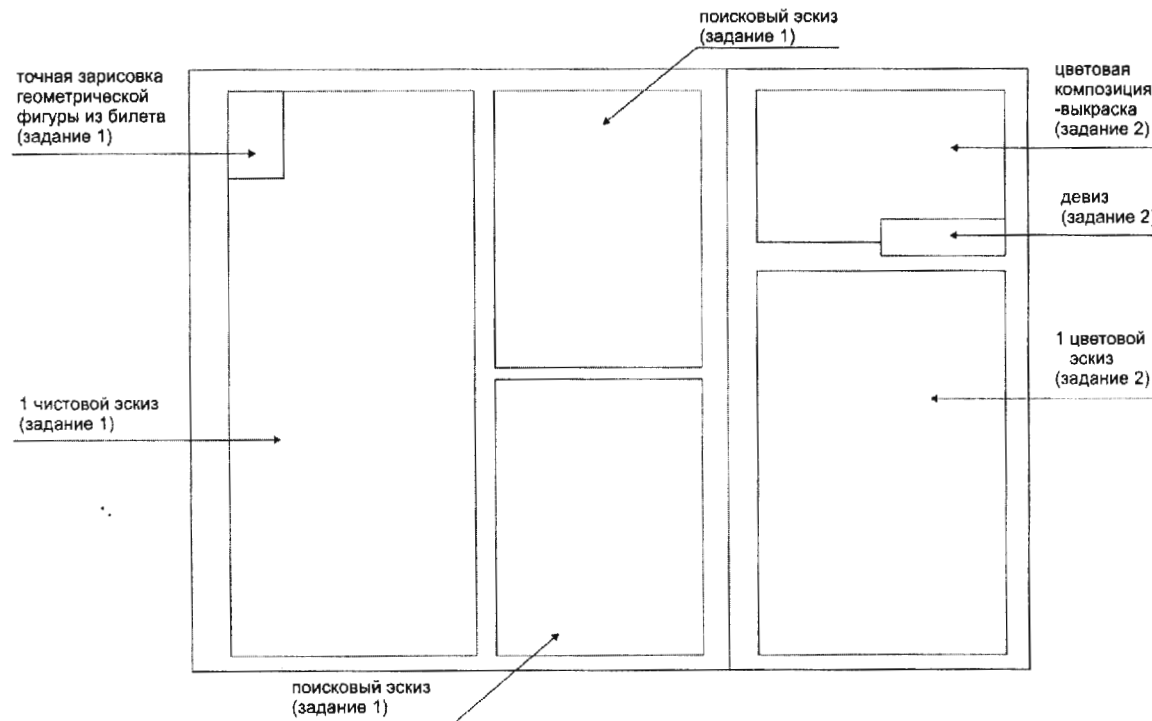 поисковый эскиз
(задание 1)
точная зарисовка
геометрической
фигуры из билета
(задание 1)
цветовая
композиция
-выкраска
(задание 2)
девиз
(задание 2)
1 цветовой
эскиз
(задание 2)
1 чистовой эскиз
(задание 1)
поисковый эскиз
(задание 1)